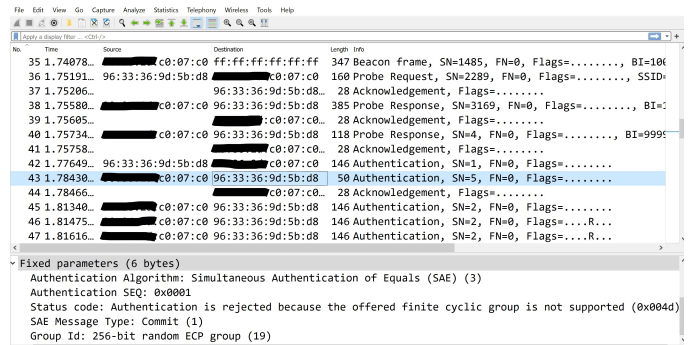 File Edit View Go Capture Analyze Statistics Telephony Wireless Tools Help
Apply a display filter ... <Ctrl-/>
No. Time Source Destination Length Info
35 1.74078… c0:07:c0 ff:ff:ff:ff:ff:ff 347 Beacon frame, SN=1485, FN=0, Flags=........, BI=100
36 1.75191… 96:33:36:9d:5b:d8 c0:07:c0 160 Probe Request, SN=2289, FN=0, Flags=........, SSID=
37 1.75206… 96:33:36:9d:5b:d8… 28 Acknowledgement, Flags=........
38 1.75580… c0:07:c0 96:33:36:9d:5b:d8 385 Probe Response, SN=3169, FN=0, Flags=........, BI=1
39 1.75605… :c0:07:c0… 28 Acknowledgement, Flags=........
40 1.75734… c0:07:c0 96:33:36:9d:5b:d8 118 Probe Response, SN=4, FN=0, Flags=........, BI=9999
41 1.75758… :c0:07:c0… 28 Acknowledgement, Flags=........
42 1.77649… 96:33:36:9d:5b:d8 c0:07:c0 146 Authentication, SN=1, FN=0, Flags=........
43 1.78430… c0:07:c0 96:33:36:9d:5b:d8 50 Authentication, SN=5, FN=0, Flags=........
44 1.78466… c0:07:c0… 28 Acknowledgement, Flags=........
45 1.81340… c0:07:c0 96:33:36:9d:5b:d8 146 Authentication, SN=2, FN=0, Flags=........
46 1.81475… c0:07:c0 96:33:36:9d:5b:d8 146 Authentication, SN=2, FN=0, Flags=....R...
47 1.81616… c0:07:c0 96:33:36:9d:5b:d8 146 Authentication, SN=2, FN=0, Flags=....R...
Fixed parameters (6 bytes)
Authentication Algorithm: Simultaneous Authentication of Equals (SAE) (3)
Authentication SEQ: 0x0001
Status code: Authentication is rejected because the offered finite cyclic group is not supported (0x004d)
SAE Message Type: Commit (1)
Group Id: 256-bit random ECP group (19)